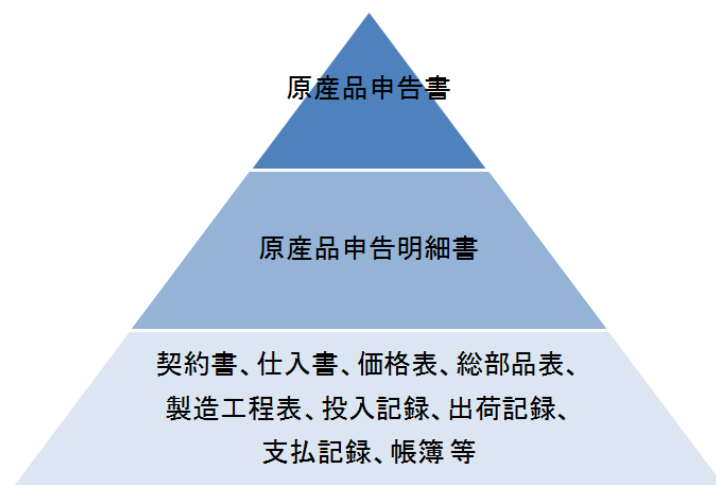 原産品申告書
原産品申告明細書
契約書、仕入書、価格表、総部品表、
製造工程表、投入記録、出荷記録、
支払記録、帳簿 等